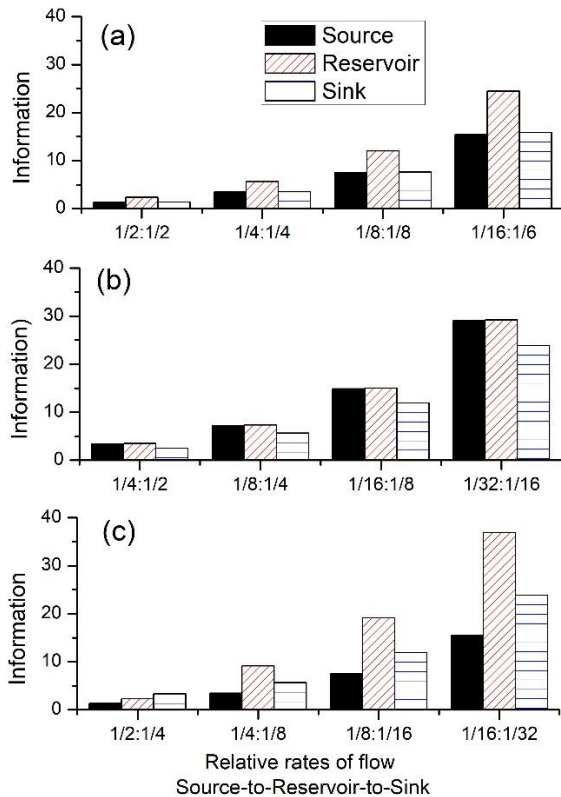 40
(a)
Source
Reservoir
Sink
30
20
10
0
Information
1/2:1/2 1/4:1/4 1/8:1/8 1/16:1/6
40
(b)
30
20
10
0
Information)
1/4:1/2 1/8:1/4 1/16:1/8 1/32:1/16
40
(c)
30
20
10
0
Information
1/2:1/4 1/4:1/8 1/8:1/16 1/16:1/32
Relative rates of flow
Source-to-Reservoir-to-Sink